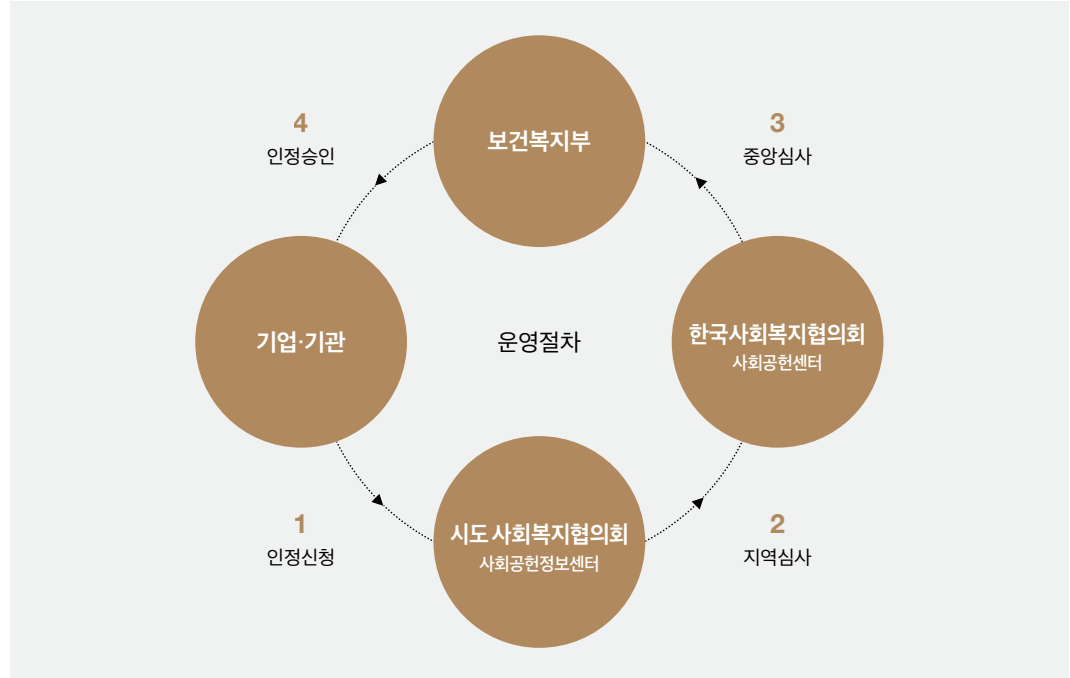 보건복지부
4
인정승인
3
중앙심사
기업·기관
운영절차
한국사회복지협의회
사회공헌센터
시도 사회복지협의회
사회공헌정보센터
1
인정신청
2
지역심사